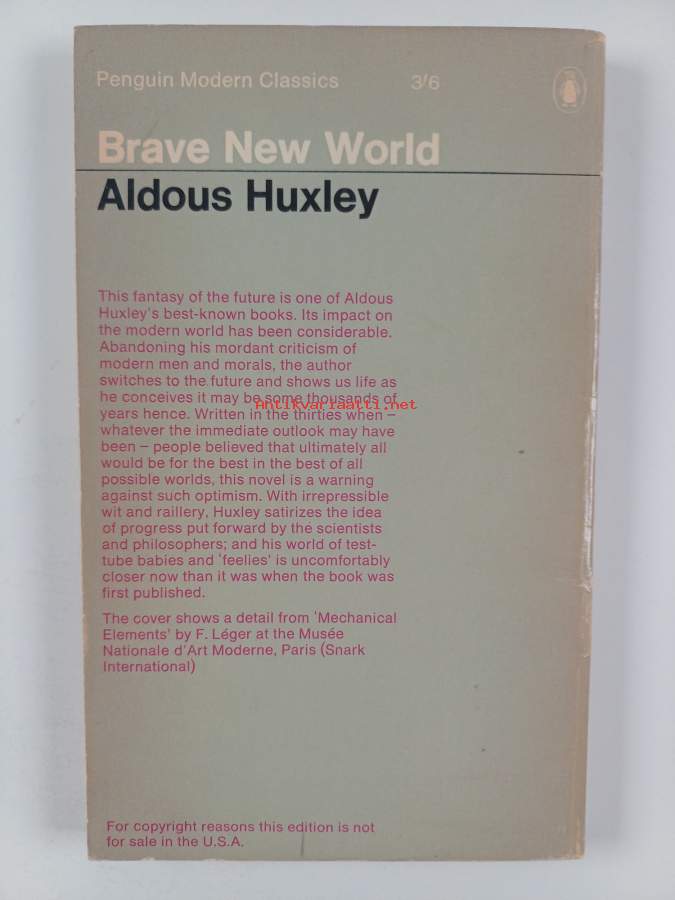 Penguin Modern Classics 3'6
Brave New World
Aldous Huxley
This fantasy of the future is one of Aldous
Huxley's best-known books. Its impact on
the modern world has been considerable.
Abandoning his mordant criticism of
modern men and morals, the author
switches to the future and shows us life as
he conceives it may be some thousands of
Antikvariaatti.net
years hence. Written in the thirties when –
whatever the immediate outlook may have
been – people believed that ultimately all
would be for the best in the best of all
possible worlds, this novel is a warning
against such optimism. With irrepressible
wit and raillery, Huxley satirizes the idea
of progress put forward by the scientists
and philosophers; and his world of test-
tube babies and 'feelies' is uncomfortably
closer now than it was when the book was
first published.
The cover shows a detail from 'Mechanical
Elements' by F. Léger at the Musée
Nationale d'Art Moderne, Paris (Snark
International)
For copyright reasons this edition is not
for sale in the U.S.A.